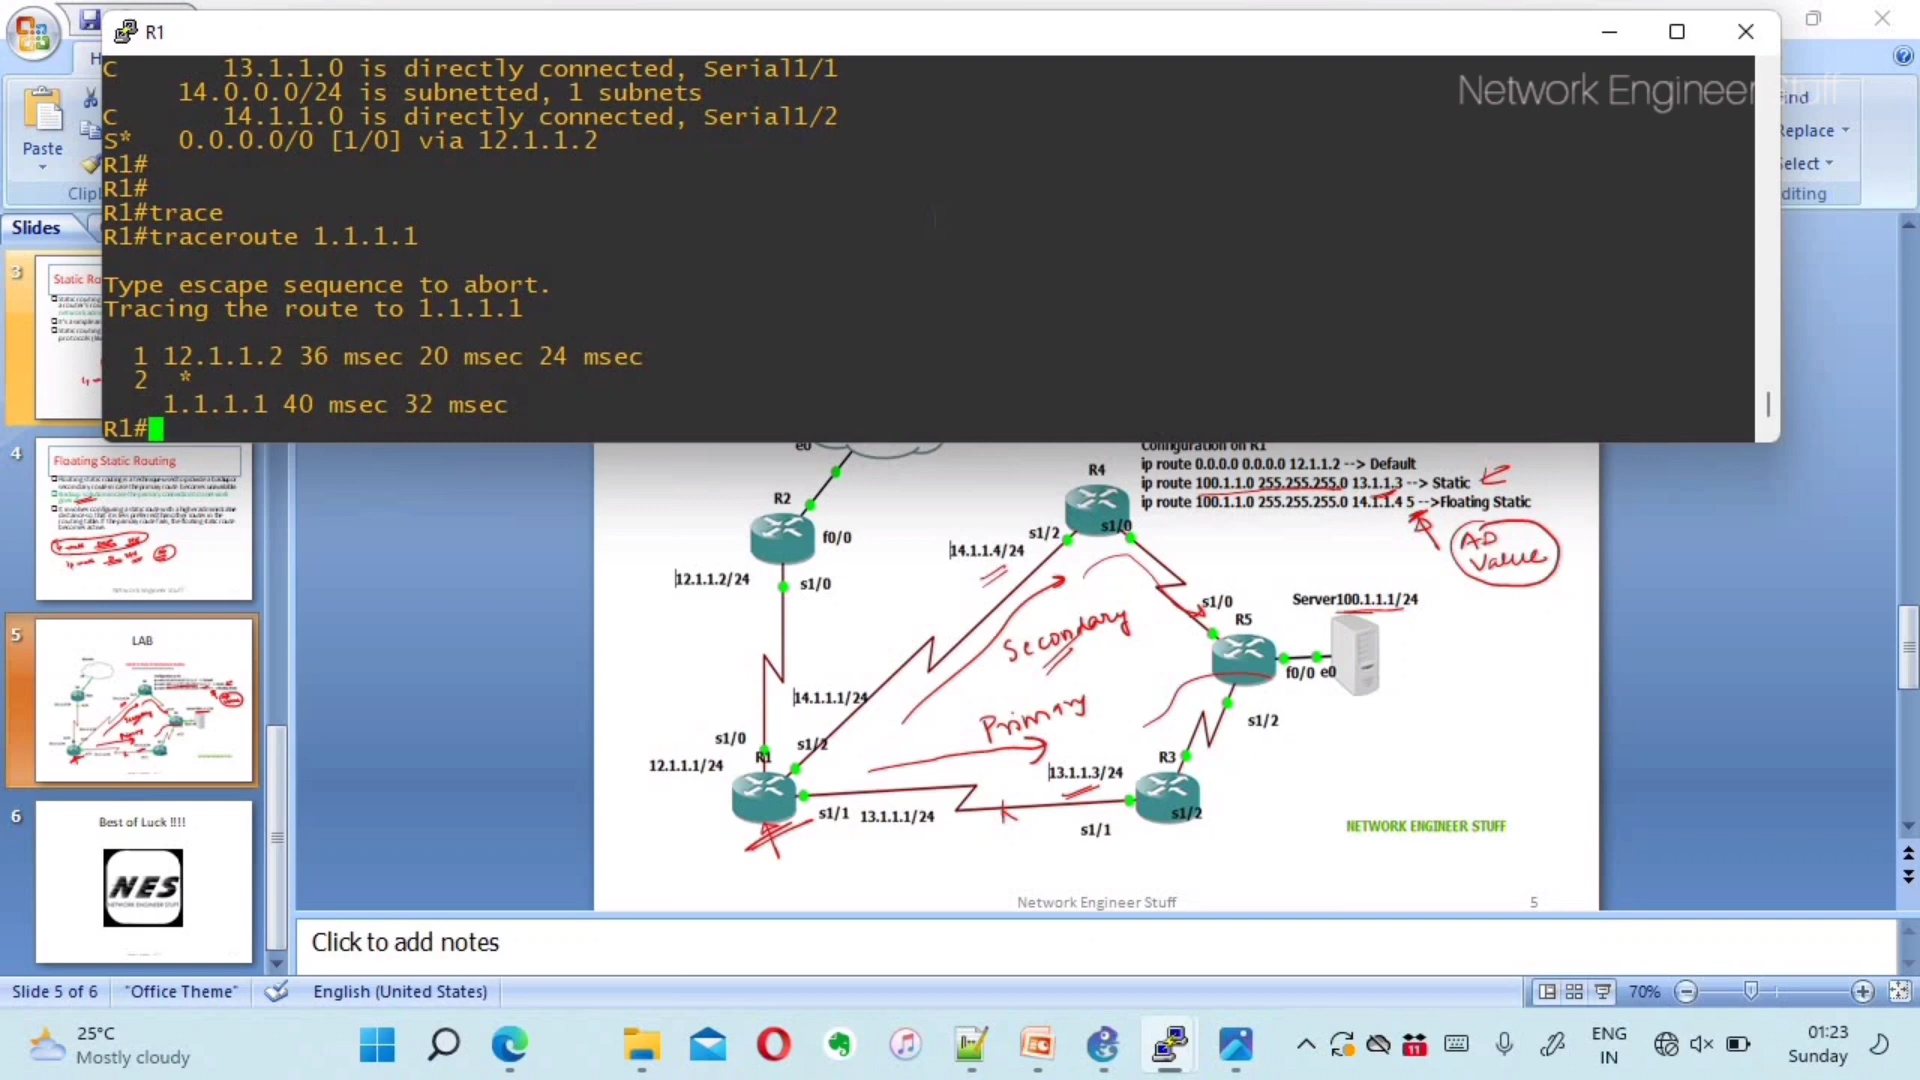 R1
Network Engineer Stuff
C 13.1.1.0 is directly connected, Serial1/1
14.0.0.0/24 is subnetted, 1 subnets
C 14.1.1.0 is directly connected, Serial1/2
S* 0.0.0.0/0 [1/0] via 12.1.1.2
R1#
R1#
R1#trace
R1#traceroute 1.1.1.1
Type escape sequence to abort.
Tracing the route to 1.1.1.1
1 12.1.1.2 36 msec 20 msec 24 msec
2 *
1.1.1.1 40 msec 32 msec
R1#
Paste
Slides
3
4
Floating Static Routing
5
LAB
6
Best of Luck !!!!
NES
NETWORK ENGINEER STUFF
Configuration on R1
ip route 0.0.0.0 0.0.0.0 12.1.1.2 --> Default
ip route 100.1.1.0 255.255.255.0 13.1.1.3 --> Static
ip route 100.1.1.0 255.255.255.0 14.1.1.4 5 -->Floating Static
AD
Value
e0
R2
f0/0
12.1.1.2/24
s1/0
R4
s1/2
s1/0
14.1.1.4/24
s1/0
R5
Server100.1.1.1/24
f0/0 e0
s1/2
Secondary
Primary
14.1.1.1/24
s1/0
s1/2
R1
12.1.1.1/24
s1/1 13.1.1.1/24
13.1.1.3/24
R3
s1/2
s1/1
NETWORK ENGINEER STUFF
Network Engineer Stuff
5
Click to add notes
Slide 5 of 6
"Office Theme"
English (United States)
70%
25°C
Mostly cloudy
11
ENG
IN
01:23
Sunday